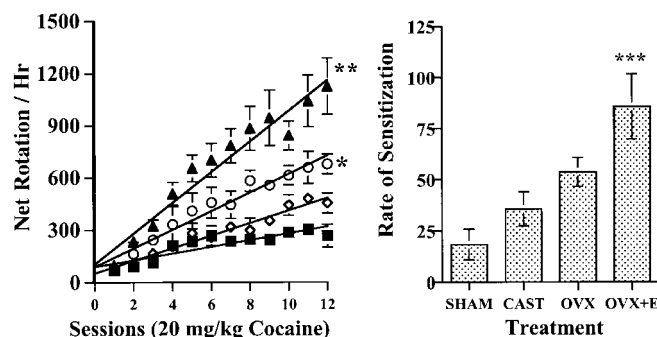 1500
1200
900
600
300
0
0 2 4 6 8 10 12
Net Rotation / Hr
Sessions (20 mg/kg Cocaine)
**
*
125
100
75
50
25
0
Rate of Sensitization
***
SHAM CAST OVX OVX+E
Treatment